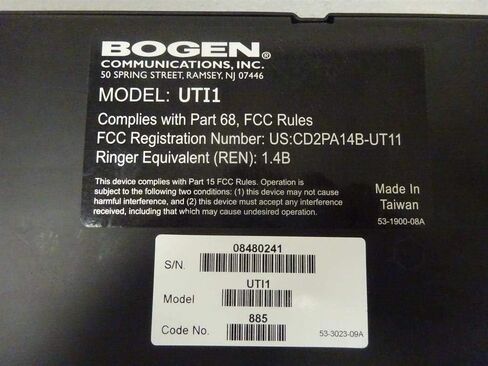 BOGEN®
COMMUNICATIONS, INC.
50 SPRING STREET, RAMSEY, NJ 07446
MODEL: UTI1
Complies with Part 68, FCC Rules
FCC Registration Number: US:CD2PA14B-UT11
Ringer Equivalent (REN): 1.4B
This device complies with Part 15 FCC Rules. Operation is
subject to the following two conditions: (1) this device may not cause
harmful interference, and (2) this device must accept any interference
received, including that which may cause undesired operation.
Made In
Taiwan
53-1900-08A
08480241
S/N.
UTI1
Model
885
Code No.
53-3023-09A